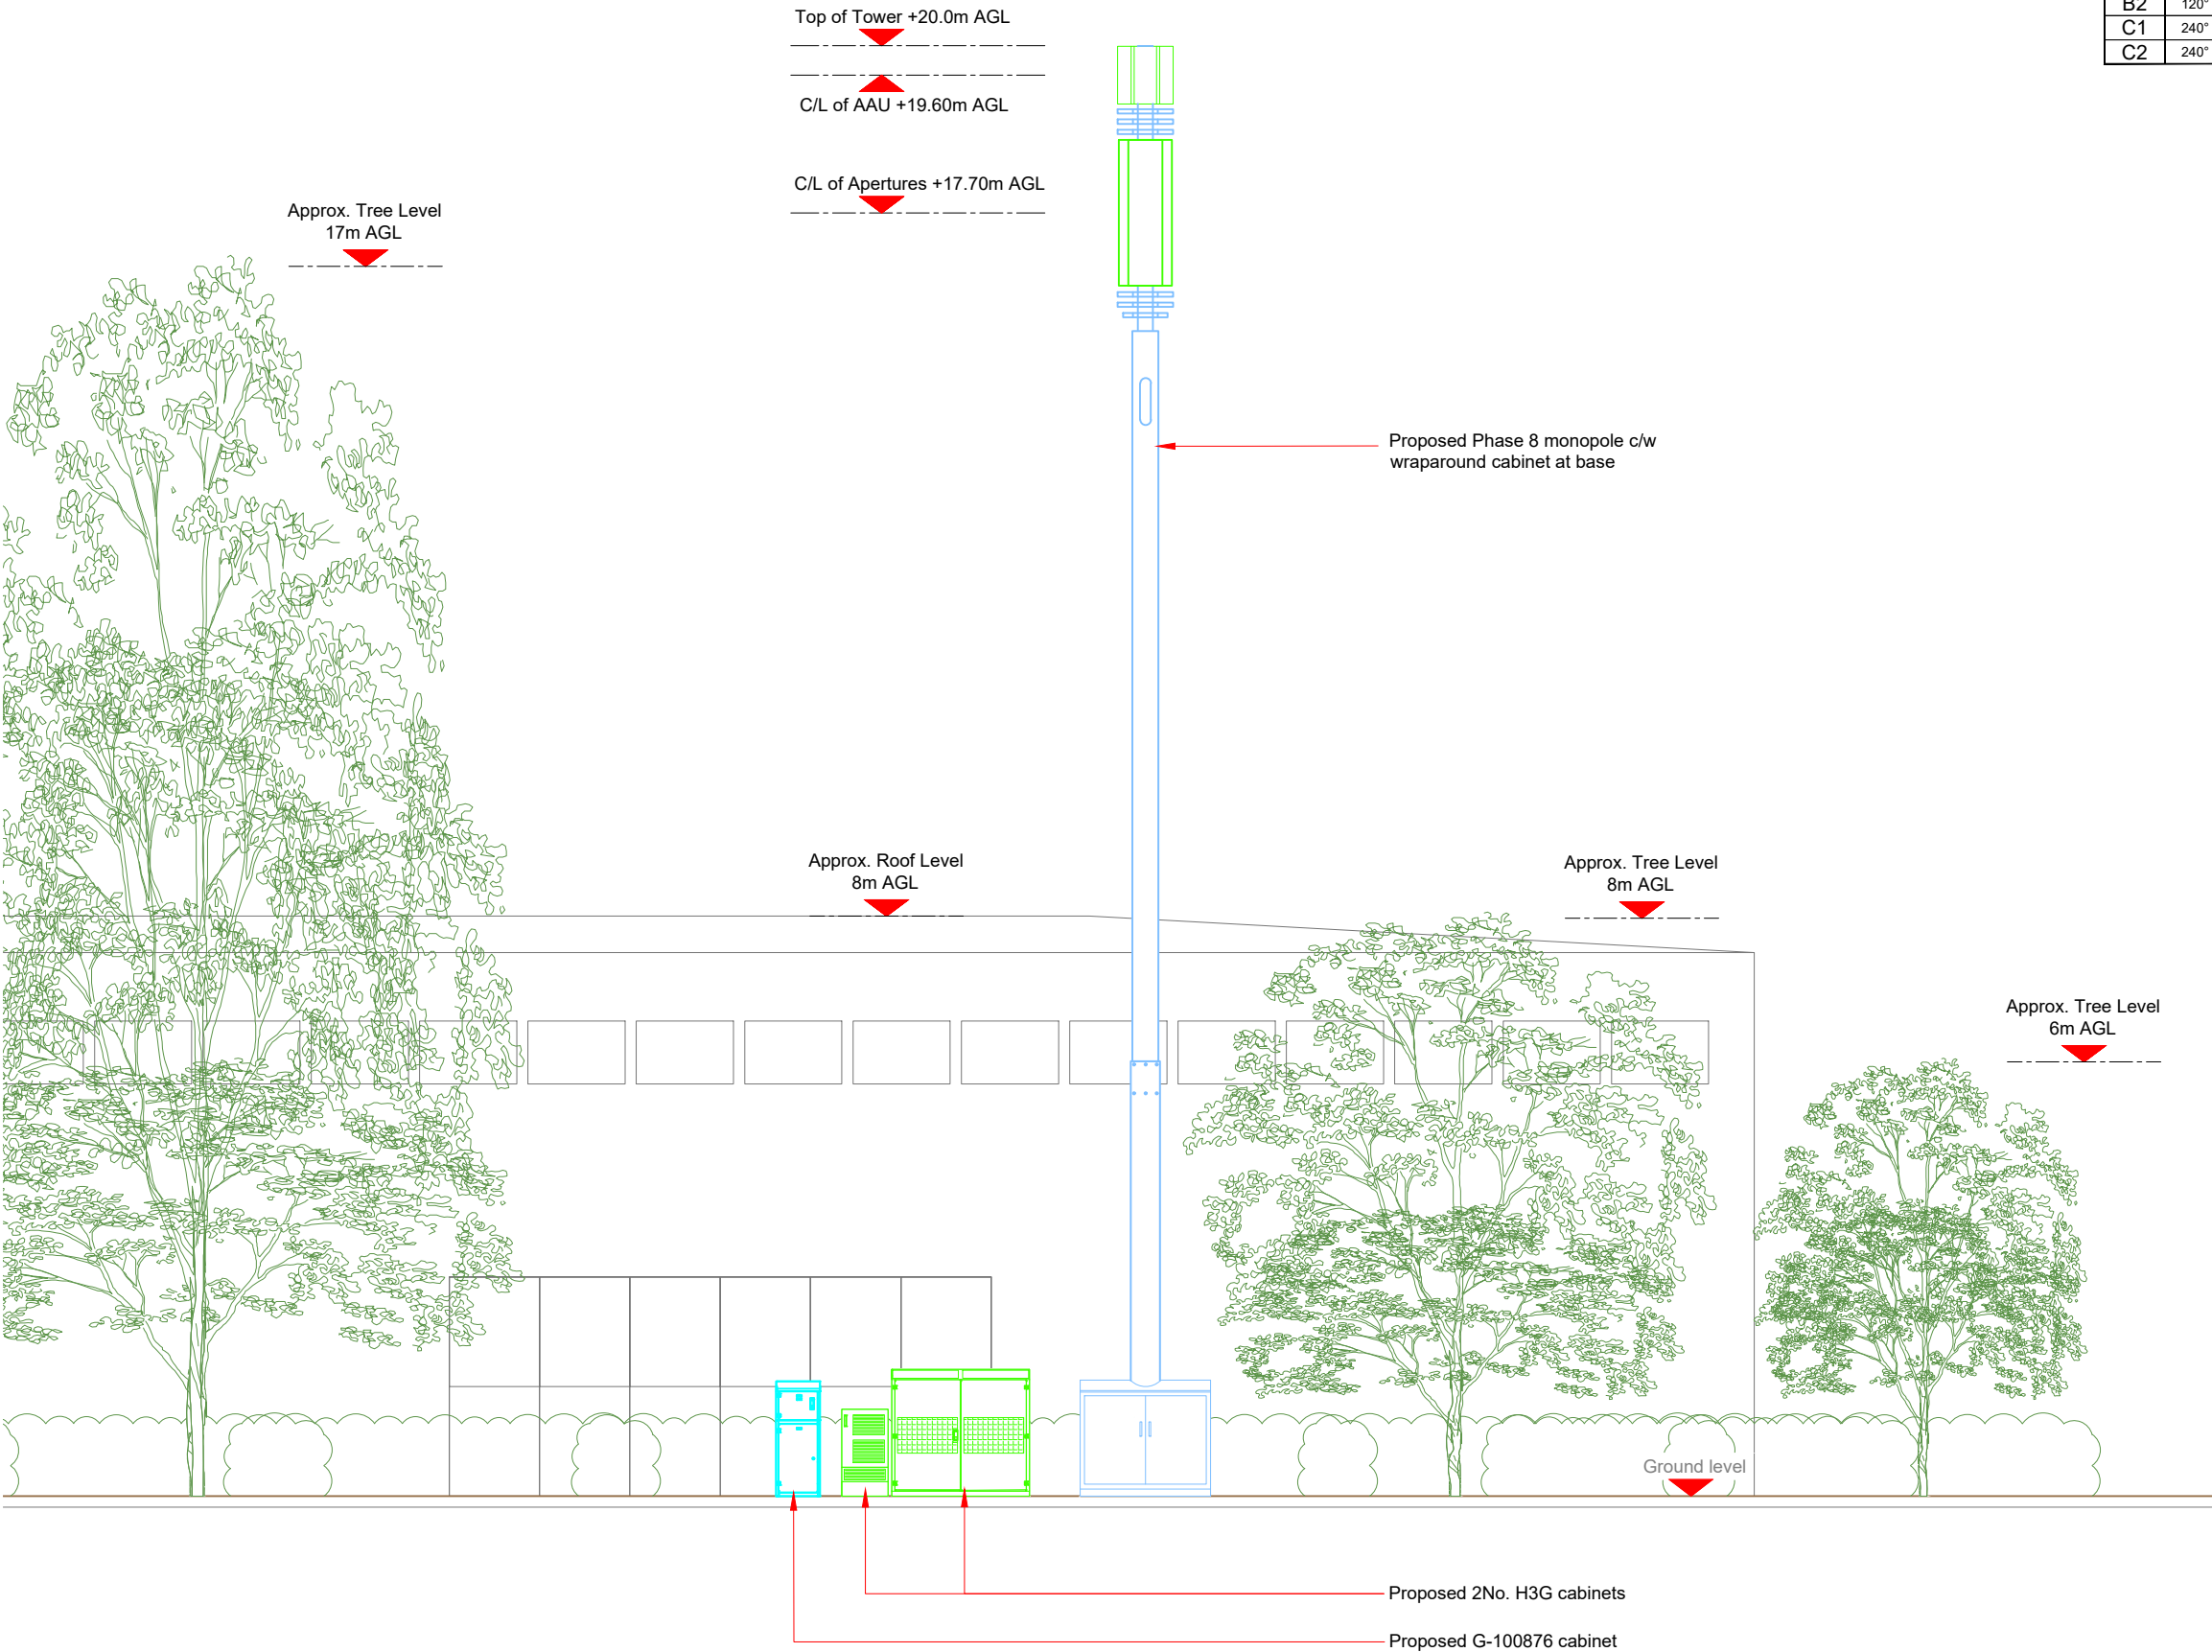 B2 120°
C1 240°
C2 240°
Top of Tower +20.0m AGL
C/L of AAU +19.60m AGL
C/L of Apertures +17.70m AGL
Approx. Tree Level
17m AGL
Proposed Phase 8 monopole c/w
wraparound cabinet at base
Approx. Roof Level
8m AGL
Approx. Tree Level
8m AGL
Approx. Tree Level
6m AGL
Ground level
Proposed 2No. H3G cabinets
Proposed G-100876 cabinet